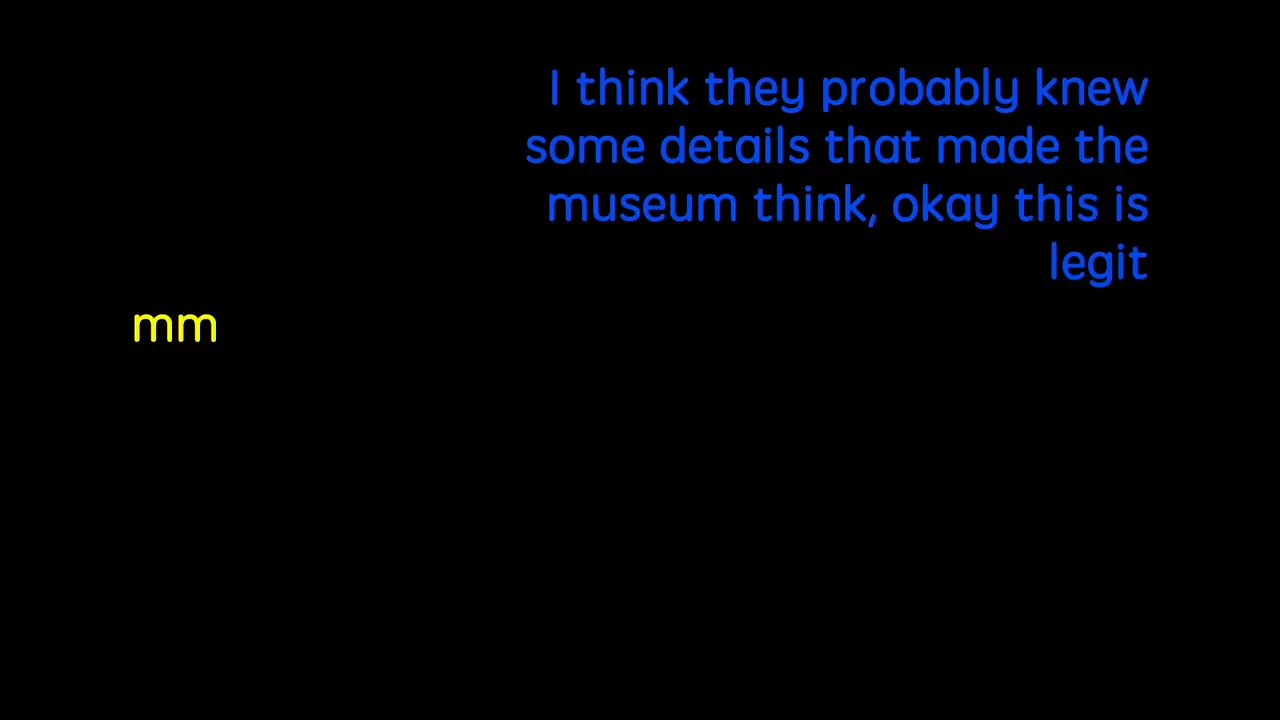 I think they probably knew
some details that made the
museum think, okay this is
legit
mm